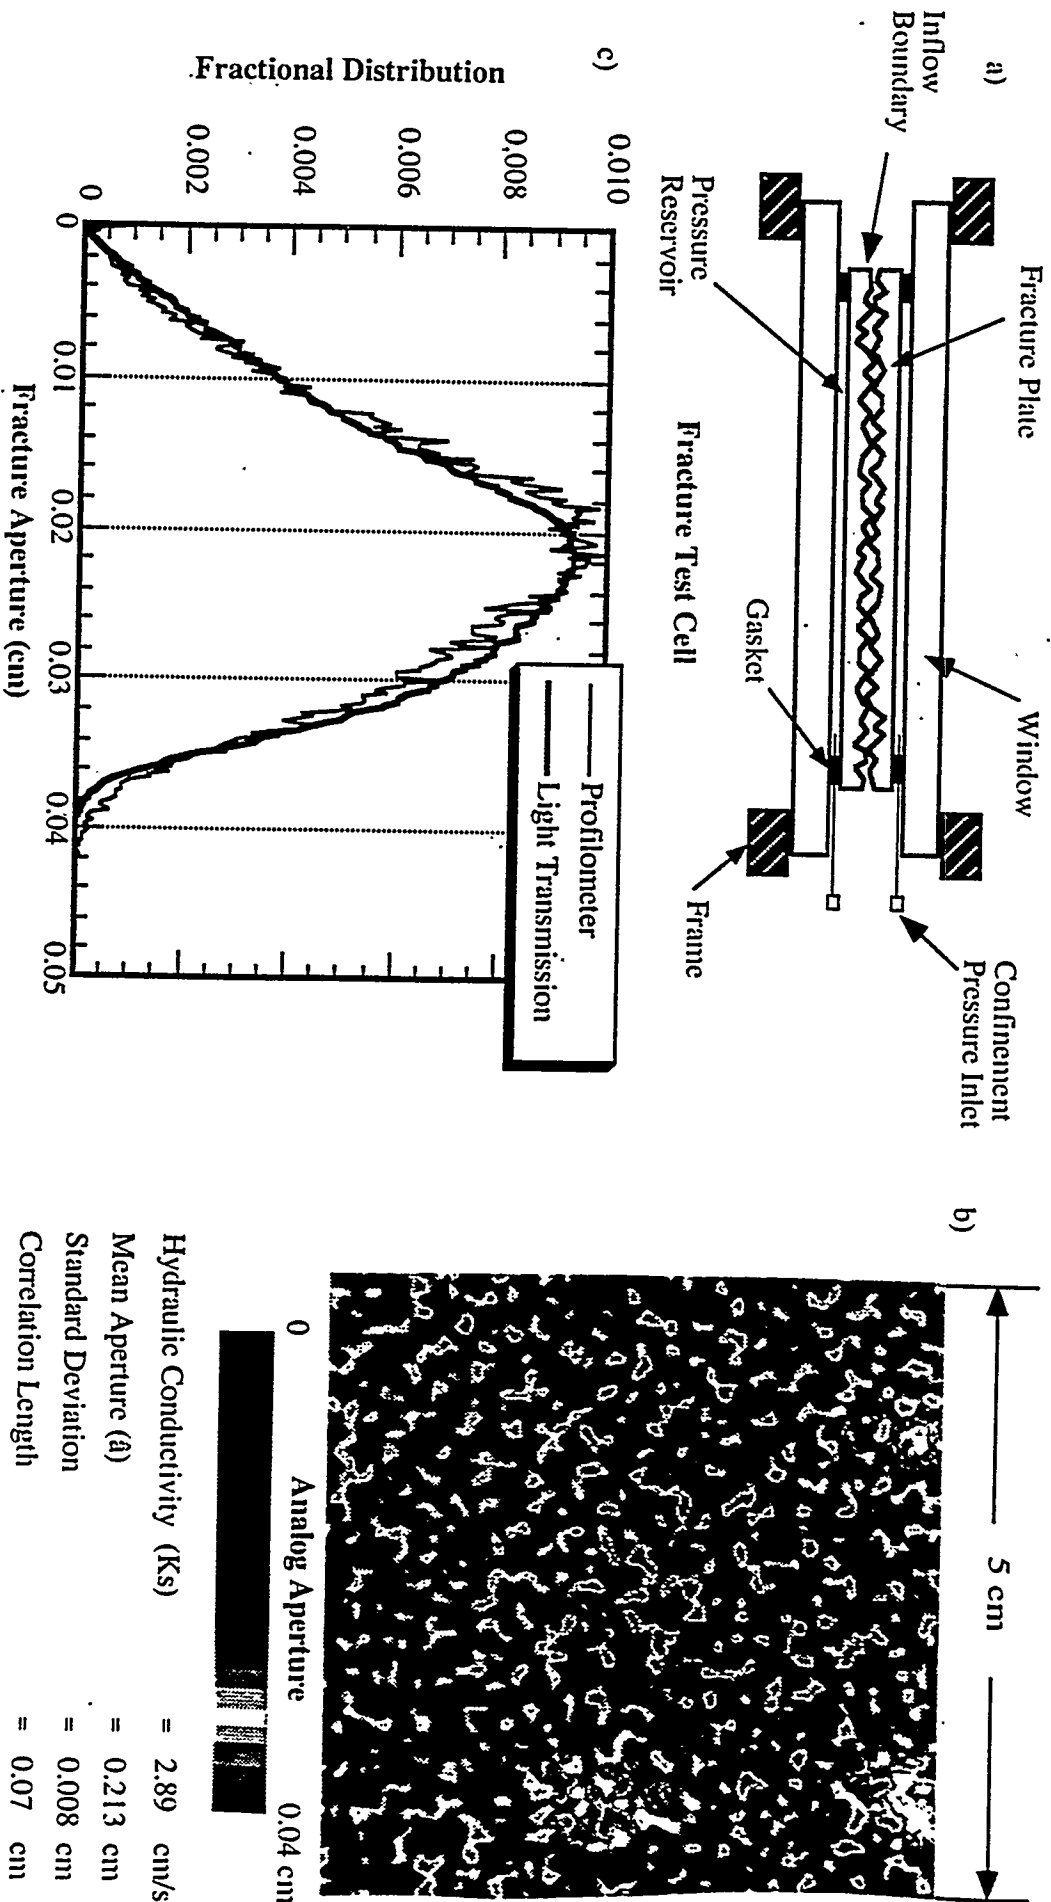 a)
Fracture Plate
Window
Confinement
Pressure Inlet
Inflow
Boundary
Pressure
Reservoir
Fracture Test Cell
Gasket
Frame
b)
5 cm
0
Analog Aperture
0.04 cm
Hydraulic Conductivity (Ks) = 2.89 cm/s
Mean Aperture (â) = 0.213 cm
Standard Deviation = 0.008 cm
Correlation Length = 0.07 cm
c)
Fractional Distribution
0.010
0,008
0.006
0.004
0.002
0
Profilometer
Light Transmission
0
0.01
0.02
0.03
0.04
0.05
Fracture Aperture (cm)